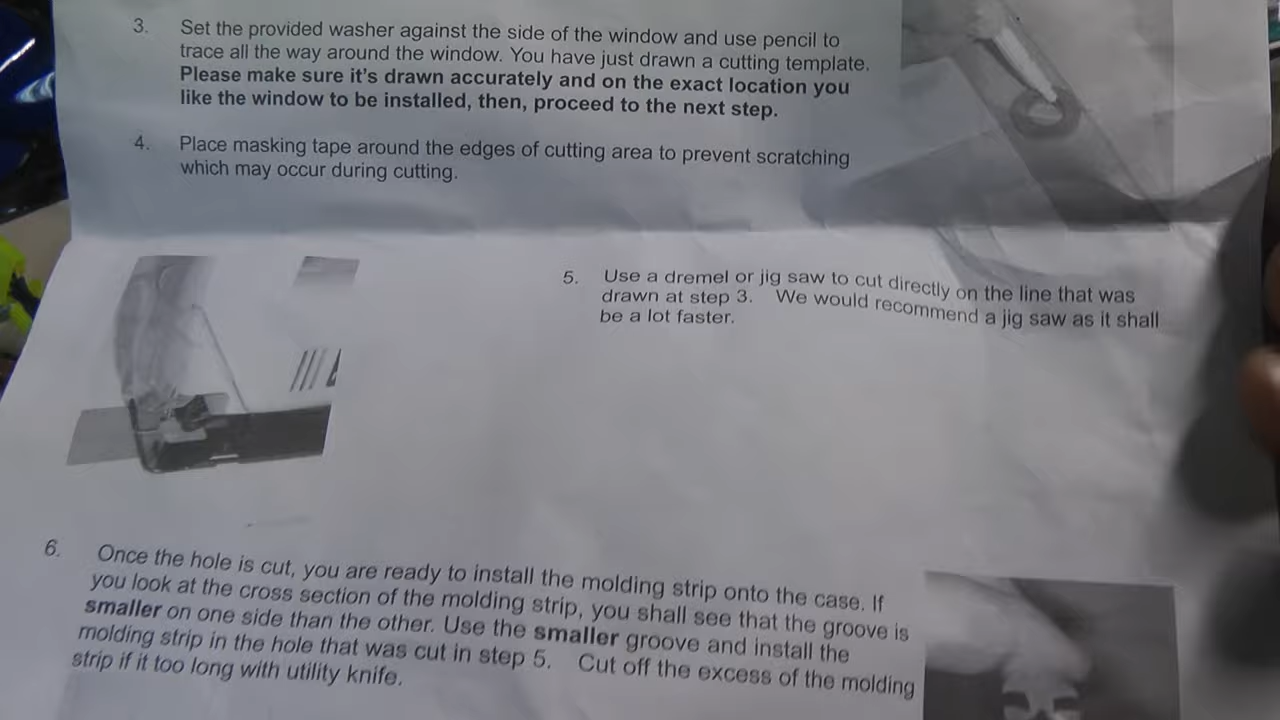 3. Set the provided washer against the side of the window and use pencil to
trace all the way around the window. You have just drawn a cutting template.
Please make sure it's drawn accurately and on the exact location you
like the window to be installed, then, proceed to the next step.
4. Place masking tape around the edges of cutting area to prevent scratching
which may occur during cutting.
5. Use a dremel or jig saw to cut directly on the line that was
drawn at step 3. We would recommend a jig saw as it shall
be a lot faster.
6. Once the hole is cut, you are ready to install the molding strip onto the case. If
you look at the cross section of the molding strip, you shall see that the groove is
smaller on one side than the other. Use the smaller groove and install the
molding strip in the hole that was cut in step 5. Cut off the excess of the molding
strip if it too long with utility knife.